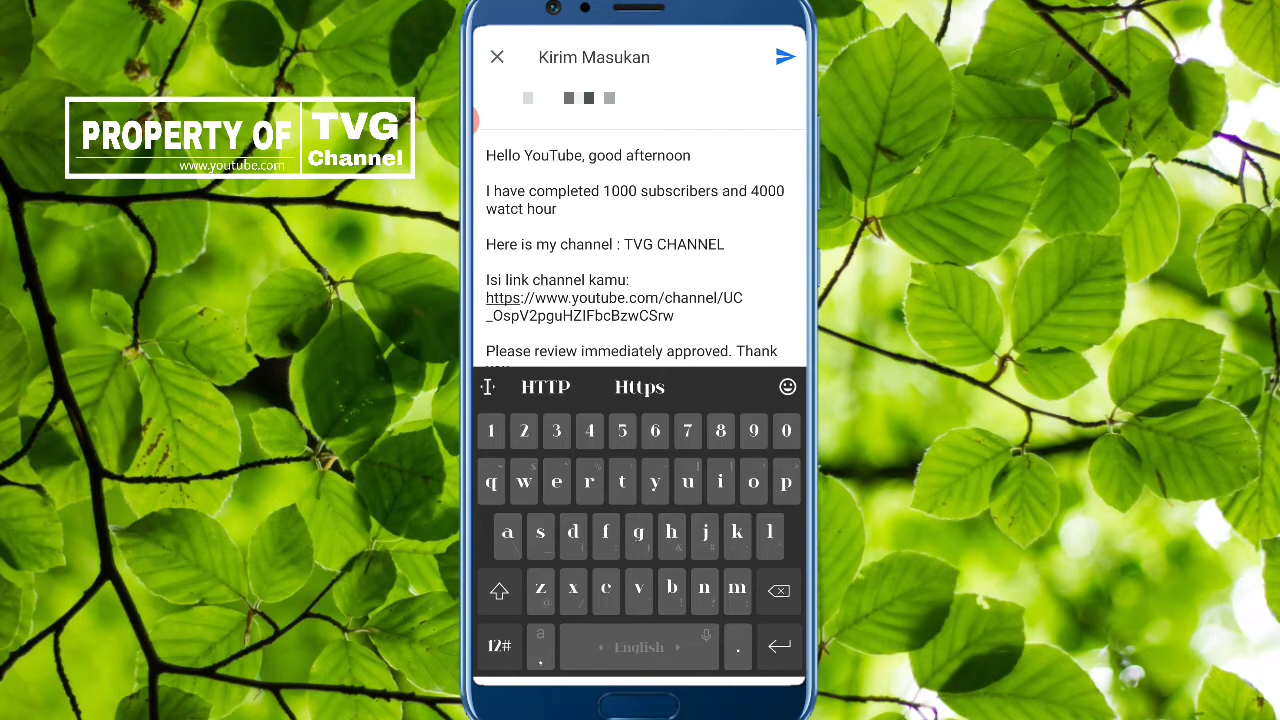 PROPERTY OF
www.youtube.com
TVG
Channel
Kirim Masukan
Hello YouTube, good afternoon
I have completed 1000 subscribers and 4000
watct hour
Here is my channel : TVG CHANNEL
Isi link channel kamu:
https://www.youtube.com/channel/UC
_OspV2pguHZIFbcBzwCSrw
Please review immediately approved. Thank
HTTP Https
1 2 3 4 5 6 7 8 9 0
q w e r t y u i o p
a s d f g h j k l
z x c v b n m
12# a , English .